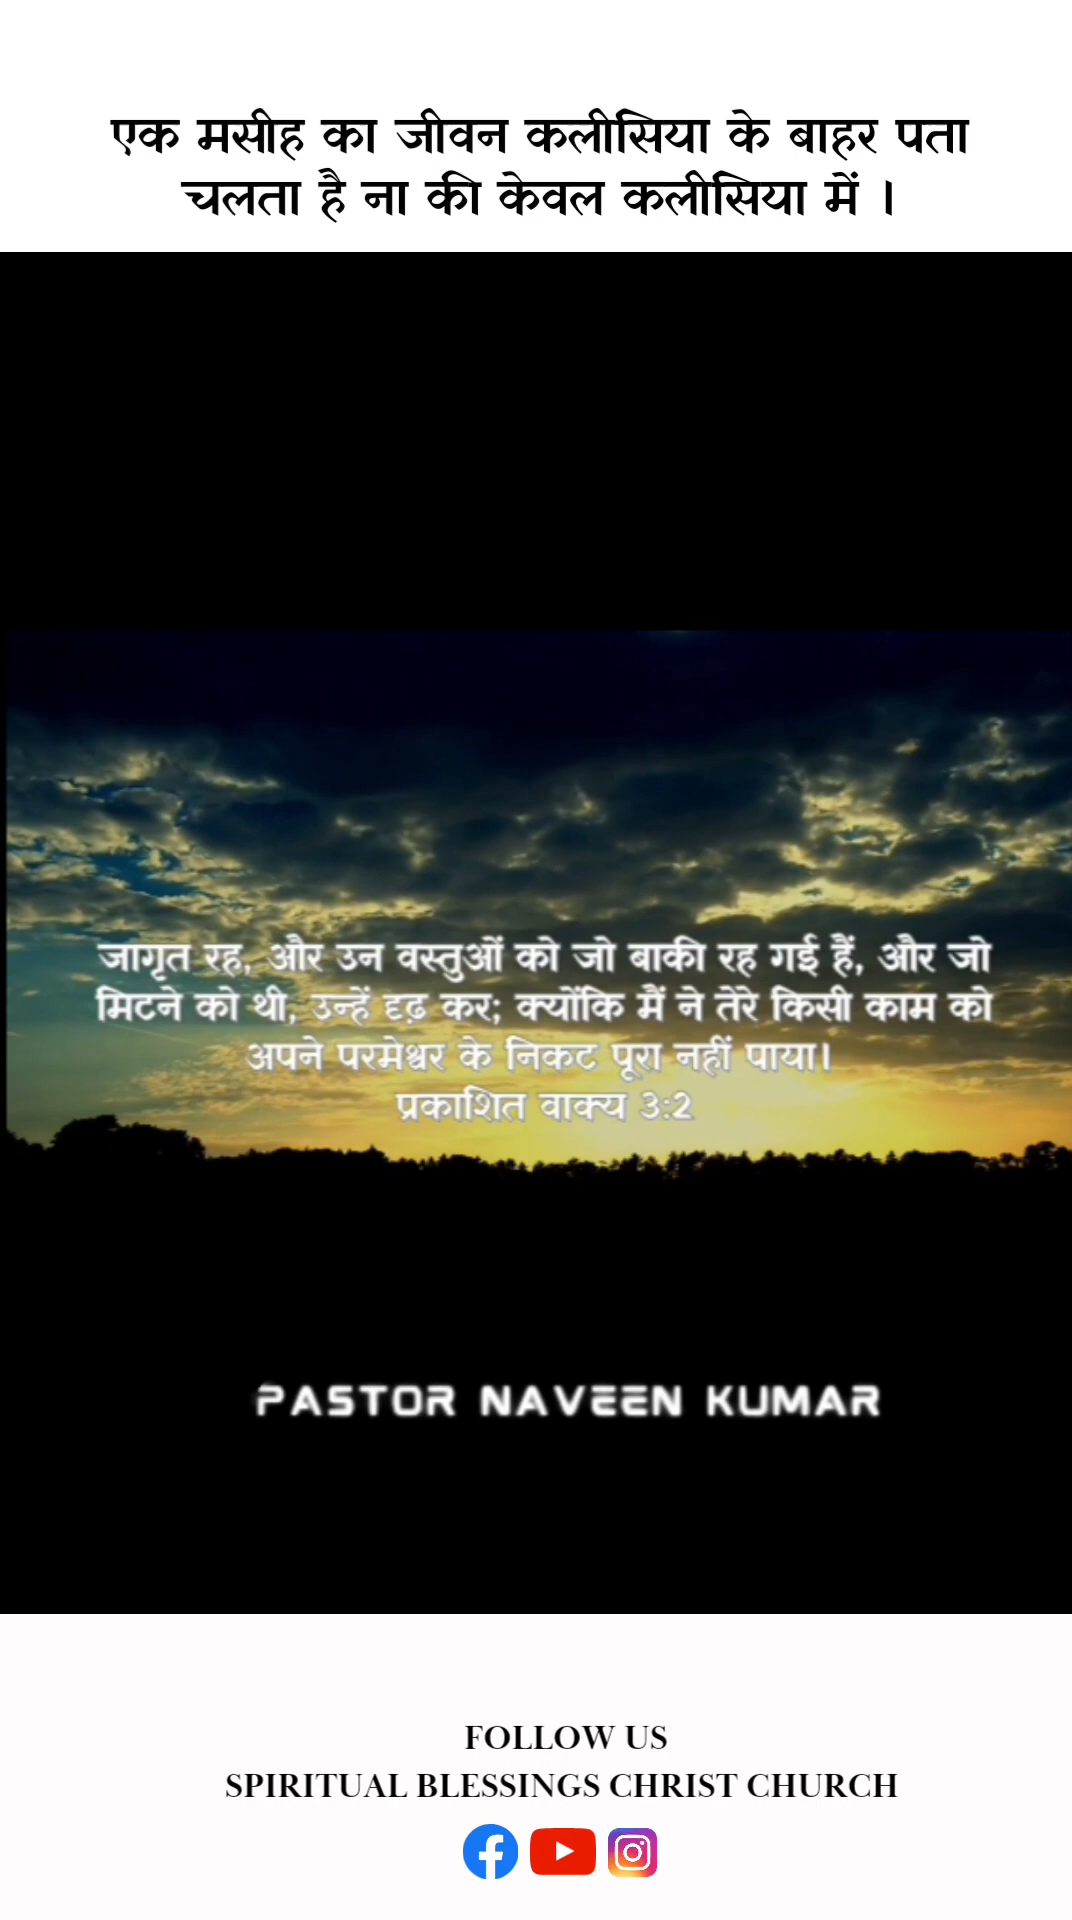 एक मसीह का जीवन कलीसिया के बाहर पता
चलता है ना की केवल कलीसिया में ।
जागृत रह, और उन वस्तुओं को जो बाकी रह गई हैं, और जो
मिटने को थी, उन्हें दृढ़ कर; क्योंकि मैं ने तेरे किसी काम को
अपने परमेश्वर के निकट पूरा नहीं पाया।
प्रकाशित वाक्य 3:2
PASTOR NAVEEN KUMAR
FOLLOW US
SPIRITUAL BLESSINGS CHRIST CHURCH